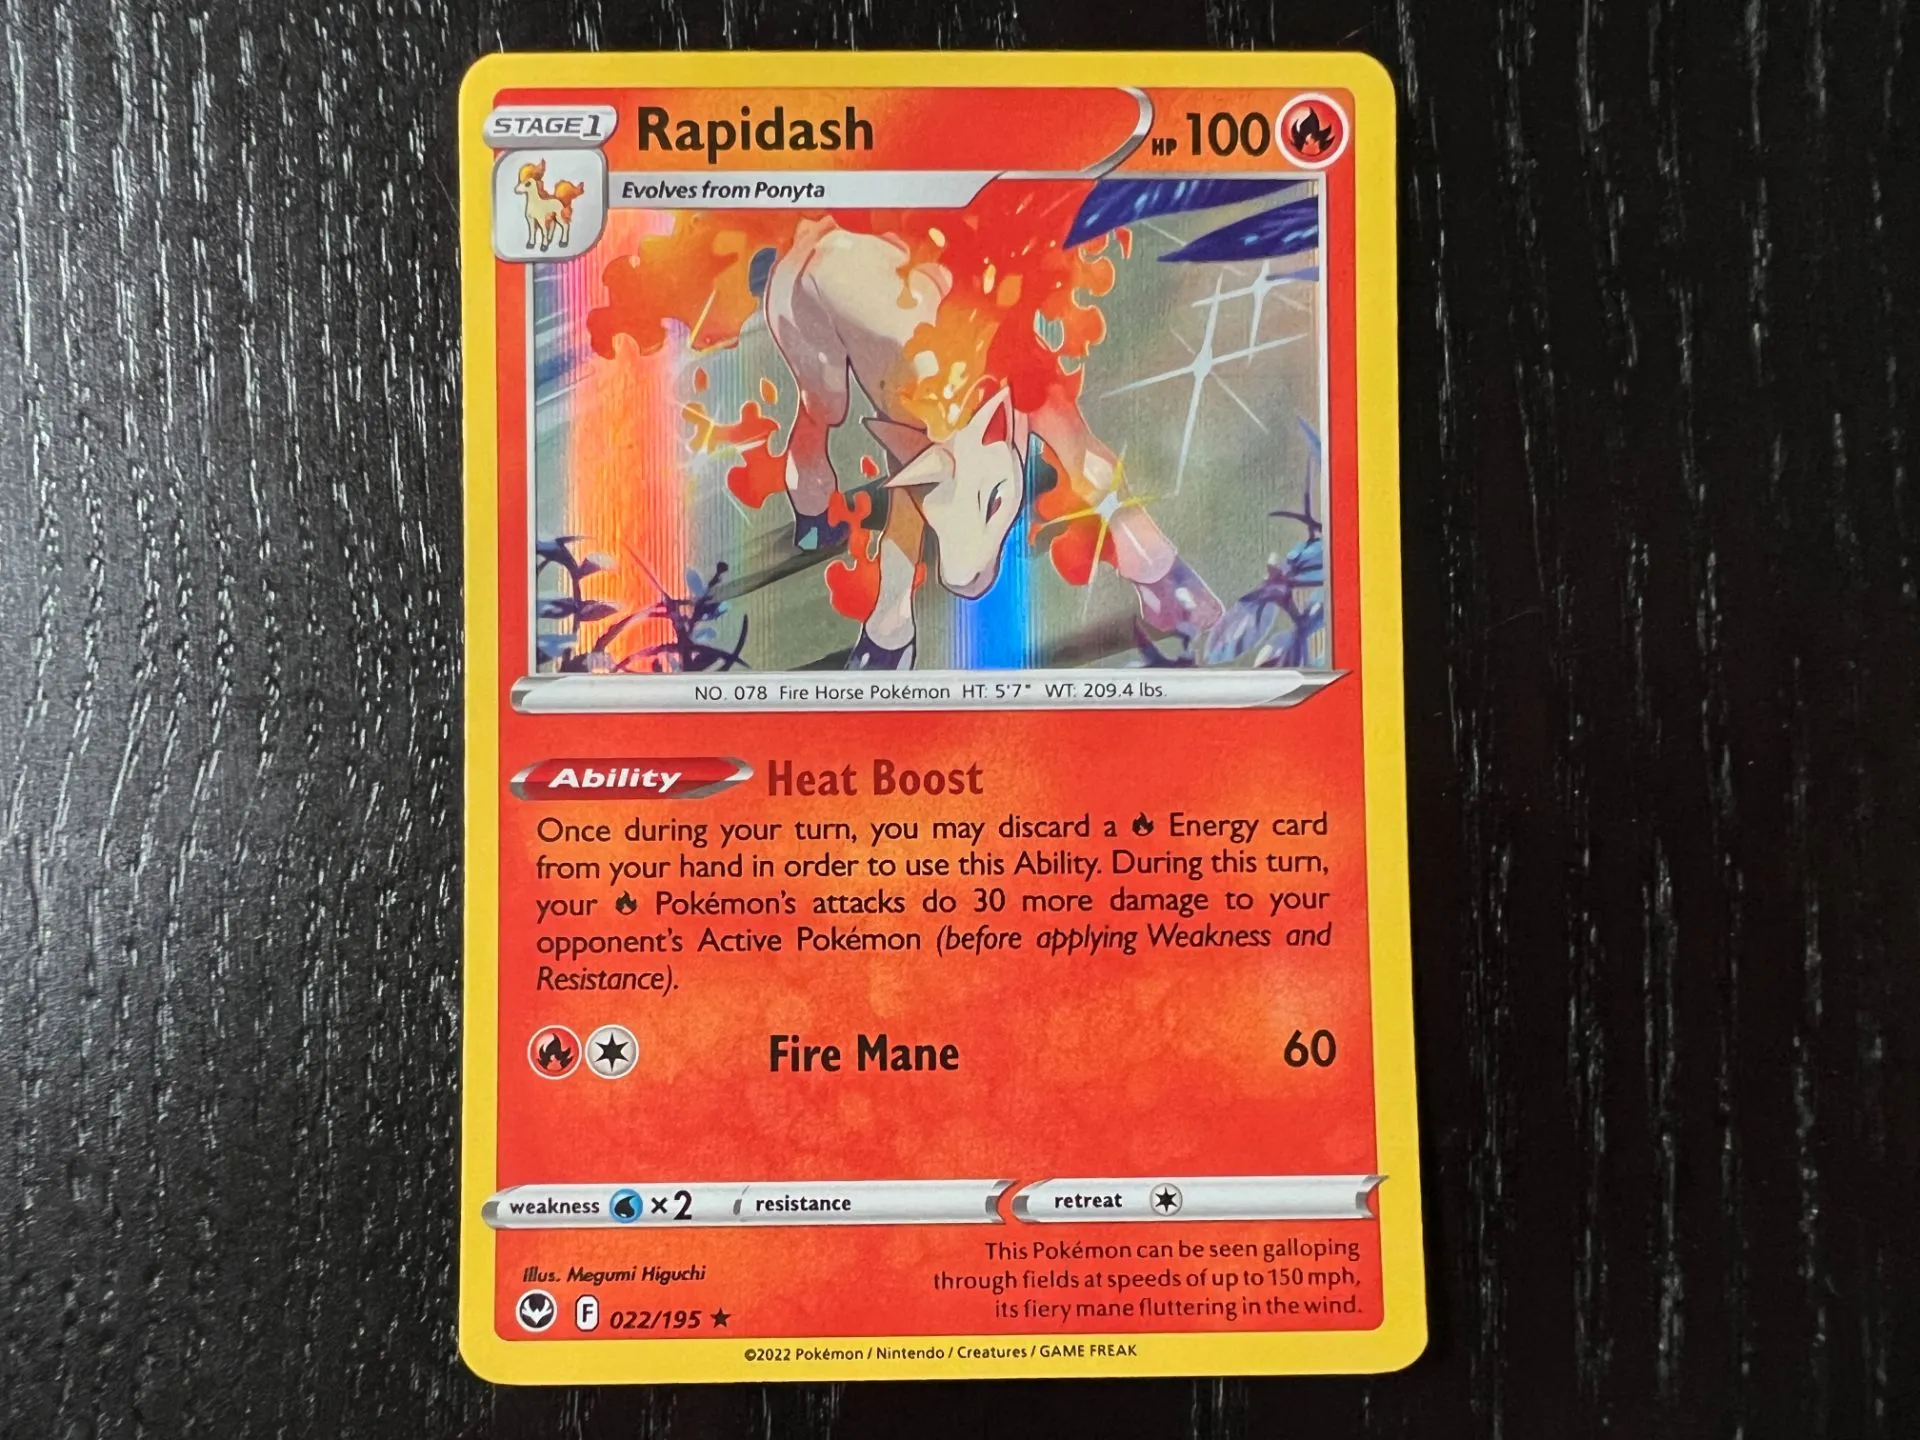 STAGE 1
Rapidash
HP 100
Evolves from Ponyta
NO. 078 Fire Horse Pokémon HT: 5'7" WT: 209.4 lbs.
Ability Heat Boost
Once during your turn, you may discard a Energy card
from your hand in order to use this Ability. During this turn,
your Pokémon's attacks do 30 more damage to your
opponent's Active Pokémon (before applying Weakness and
Resistance).
Fire Mane 60
weakness ×2 resistance retreat
This Pokémon can be seen galloping
through fields at speeds of up to 150 mph,
its fiery mane fluttering in the wind.
Illus. Megumi Higuchi
F 022/195 ★
©2022 Pokémon / Nintendo / Creatures / GAME FREAK